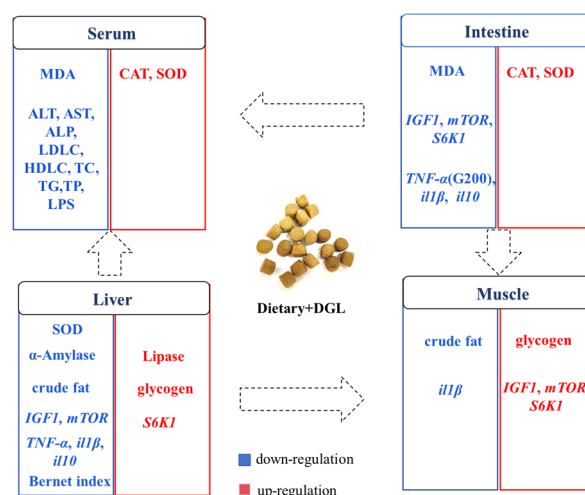 Serum
MDA
ALT, AST,
ALP,
LDLC,
HDLC, TC,
TG,TP,
LPS
CAT, SOD
Intestine
MDA
IGF1, mTOR,
S6K1
TNF-α(G200),
il1β, il10
CAT, SOD
Dietary+DGL
Liver
SOD
α-Amylase
crude fat
IGF1, mTOR
TNF-α, il1β,
il10
Bernet index
Lipase
glycogen
S6K1
Muscle
crude fat
il1β
glycogen
IGF1, mTOR
S6K1
down-regulation
up-regulation